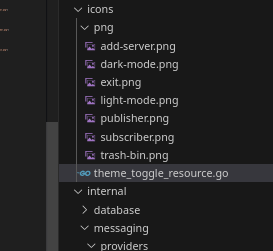 icons
png
add-server.png
dark-mode.png
exit.png
light-mode.png
publisher.png
subscriber.png
trash-bin.png
theme_toggle_resource.go
internal
database
messaging
providers